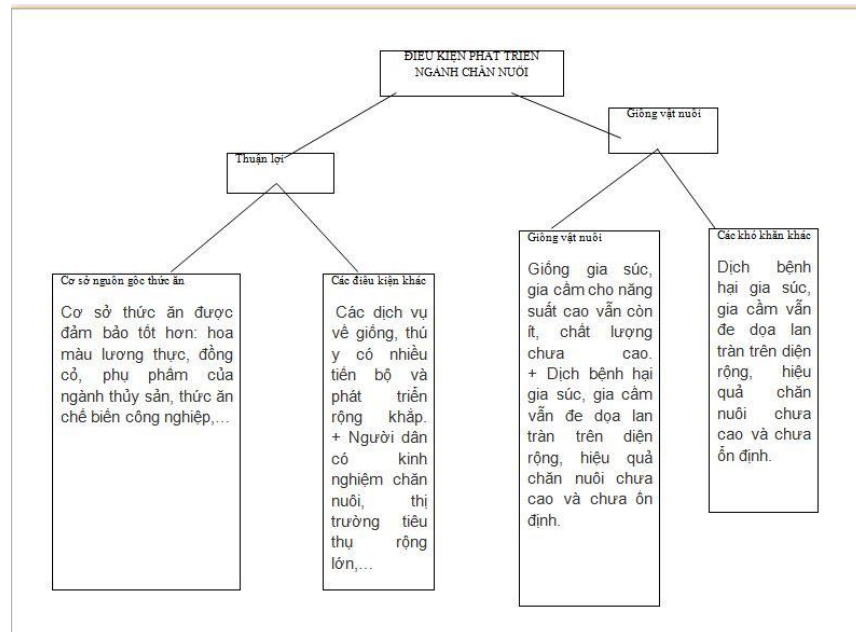 ĐIỀU KIỆN PHÁT TRIỂN
NGÀNH CHĂN NUÔI
Thuận lợi
Giống vật nuôi
Cơ sở nguồn gốc thức ăn
Cơ sở thức ăn được
đảm bảo tốt hơn: hoa
màu lương thực, đồng
cỏ, phụ phẩm của
ngành thủy sản, thức ăn
chế biến công nghiệp,...
Các điều kiện khác
Các dịch vụ
về giống, thú
y có nhiều
tiến bộ và
phát triển
rộng khắp.
+ Người dân
có kinh
nghiệm chăn
nuôi, thị
trường tiêu
thụ rộng
lớn,...
Giống vật nuôi
Giống gia súc,
gia cầm cho năng
suất cao vẫn còn
ít, chất lượng
chưa cao.
+ Dịch bệnh hại
gia súc, gia cầm
vẫn đe dọa lan
tràn trên diện
rộng, hiệu quả
chăn nuôi chưa
cao và chưa ổn
định.
Các khó khăn khác
Dịch bệnh
hại gia súc,
gia cầm vẫn
đe dọa lan
tràn trên diện
rộng, hiệu
quả chăn
nuôi chưa
cao và chưa
ổn định.